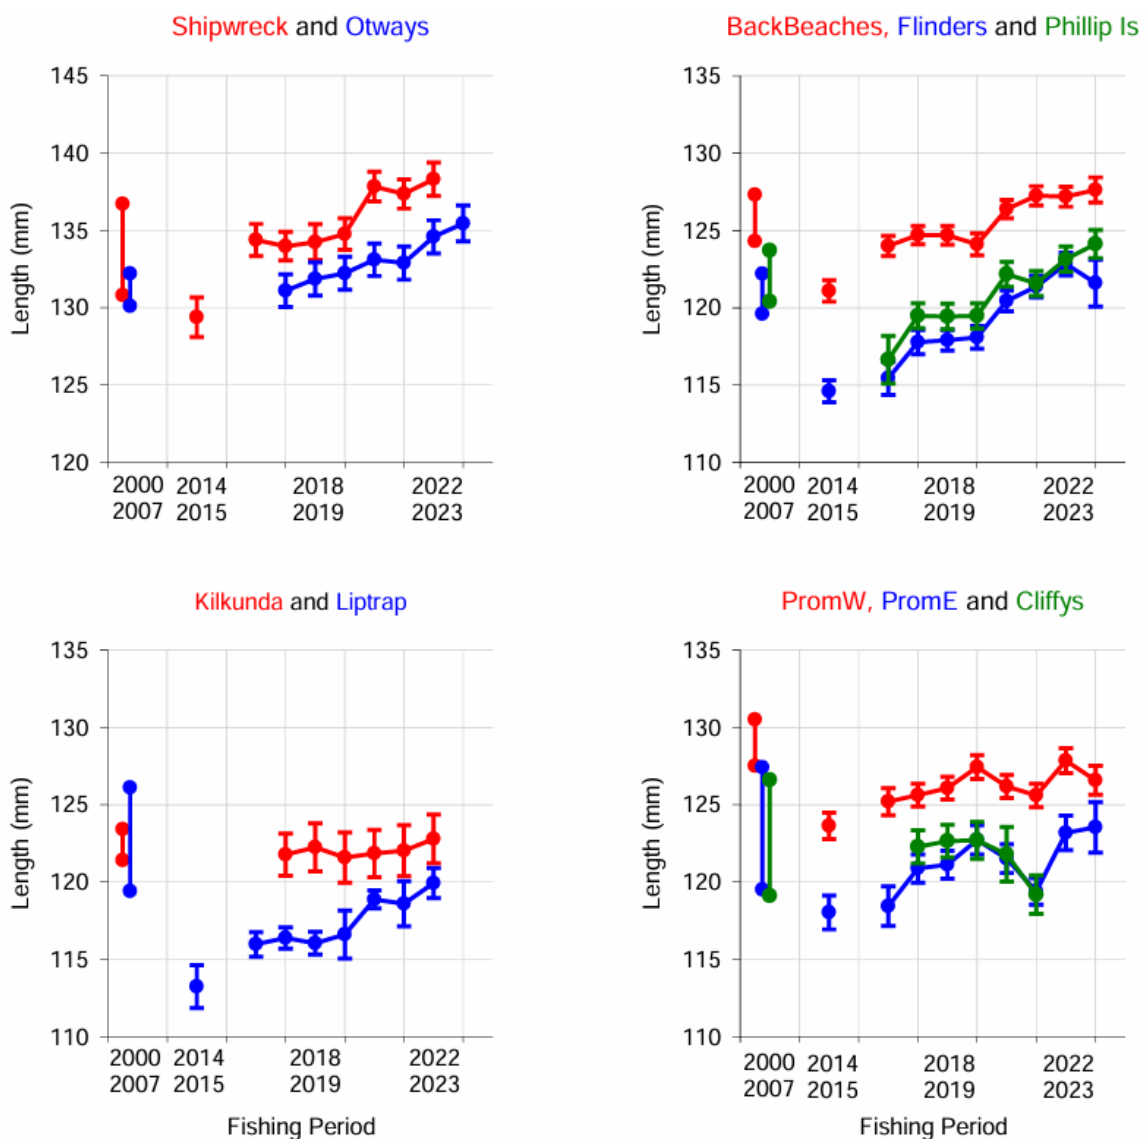 Shipwreck and Otways
145
140
135
130
125
120
Length (mm)
2000 2014 2018 2022
2007 2015 2019 2023
BackBeaches, Flinders and Phillip Is
135
130
125
120
115
110
Length (mm)
2000 2014 2018 2022
2007 2015 2019 2023
Kilkunda and Liptrap
135
130
125
120
115
110
Length (mm)
2000 2014 2018 2022
2007 2015 2019 2023
Fishing Period
PromW, PromE and Cliffys
135
130
125
120
115
110
Length (mm)
2000 2014 2018 2022
2007 2015 2019 2023
Fishing Period